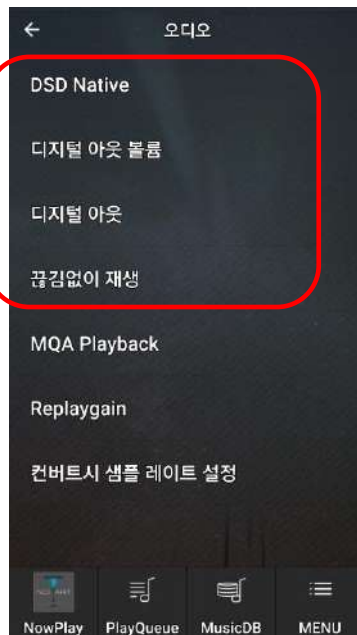 오디오
DSD Native
디지털 아웃 볼륨
디지털 아웃
끊김없이 재생
MQA Playback
Replaygain
컨버트시 샘플 레이트 설정
NowPlay PlayQueue MusicDB MENU